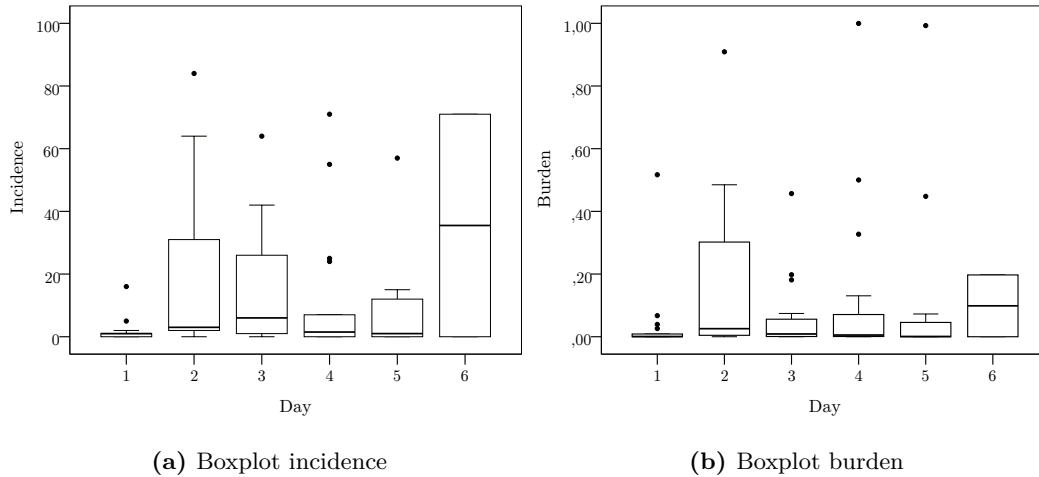 100
80
60
40
20
0
Incidence
1 2 3 4 5 6
Day
(a) Boxplot incidence
1,00
,80
,60
,40
,20
,00
Burden
1 2 3 4 5 6
Day
(b) Boxplot burden